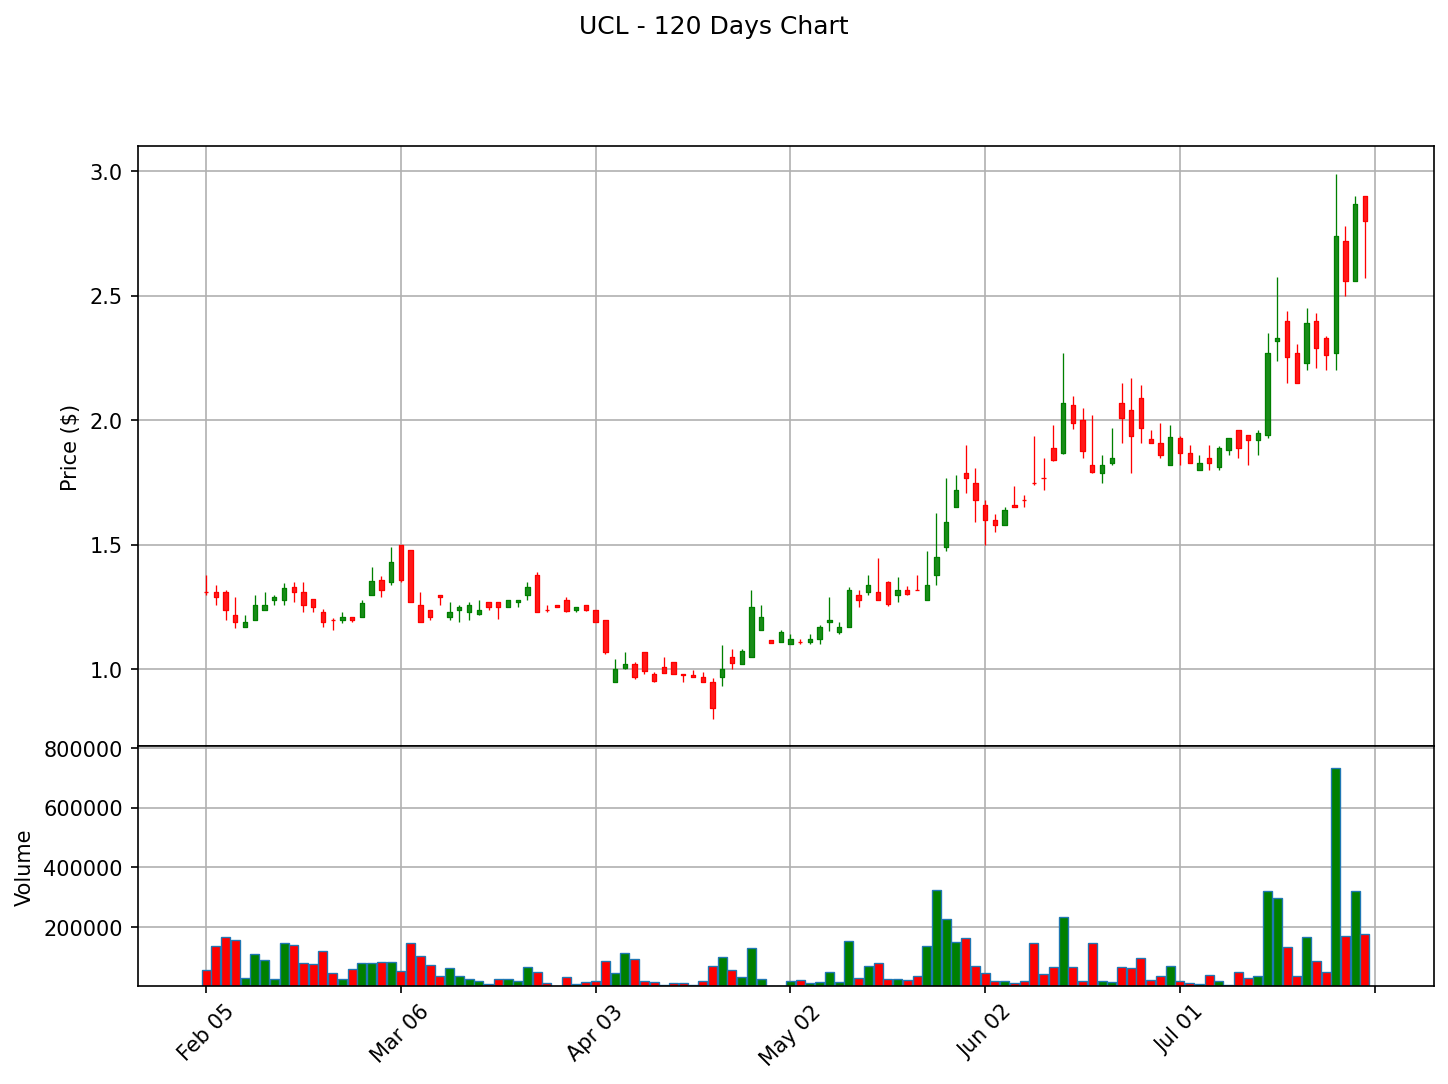 UCL - 120 Days Chart
Price ($)
3.0
2.5
2.0
1.5
1.0
Volume
800000
600000
400000
200000
Feb 05
Mar 06
Apr 03
May 02
Jun 02
Jul 01